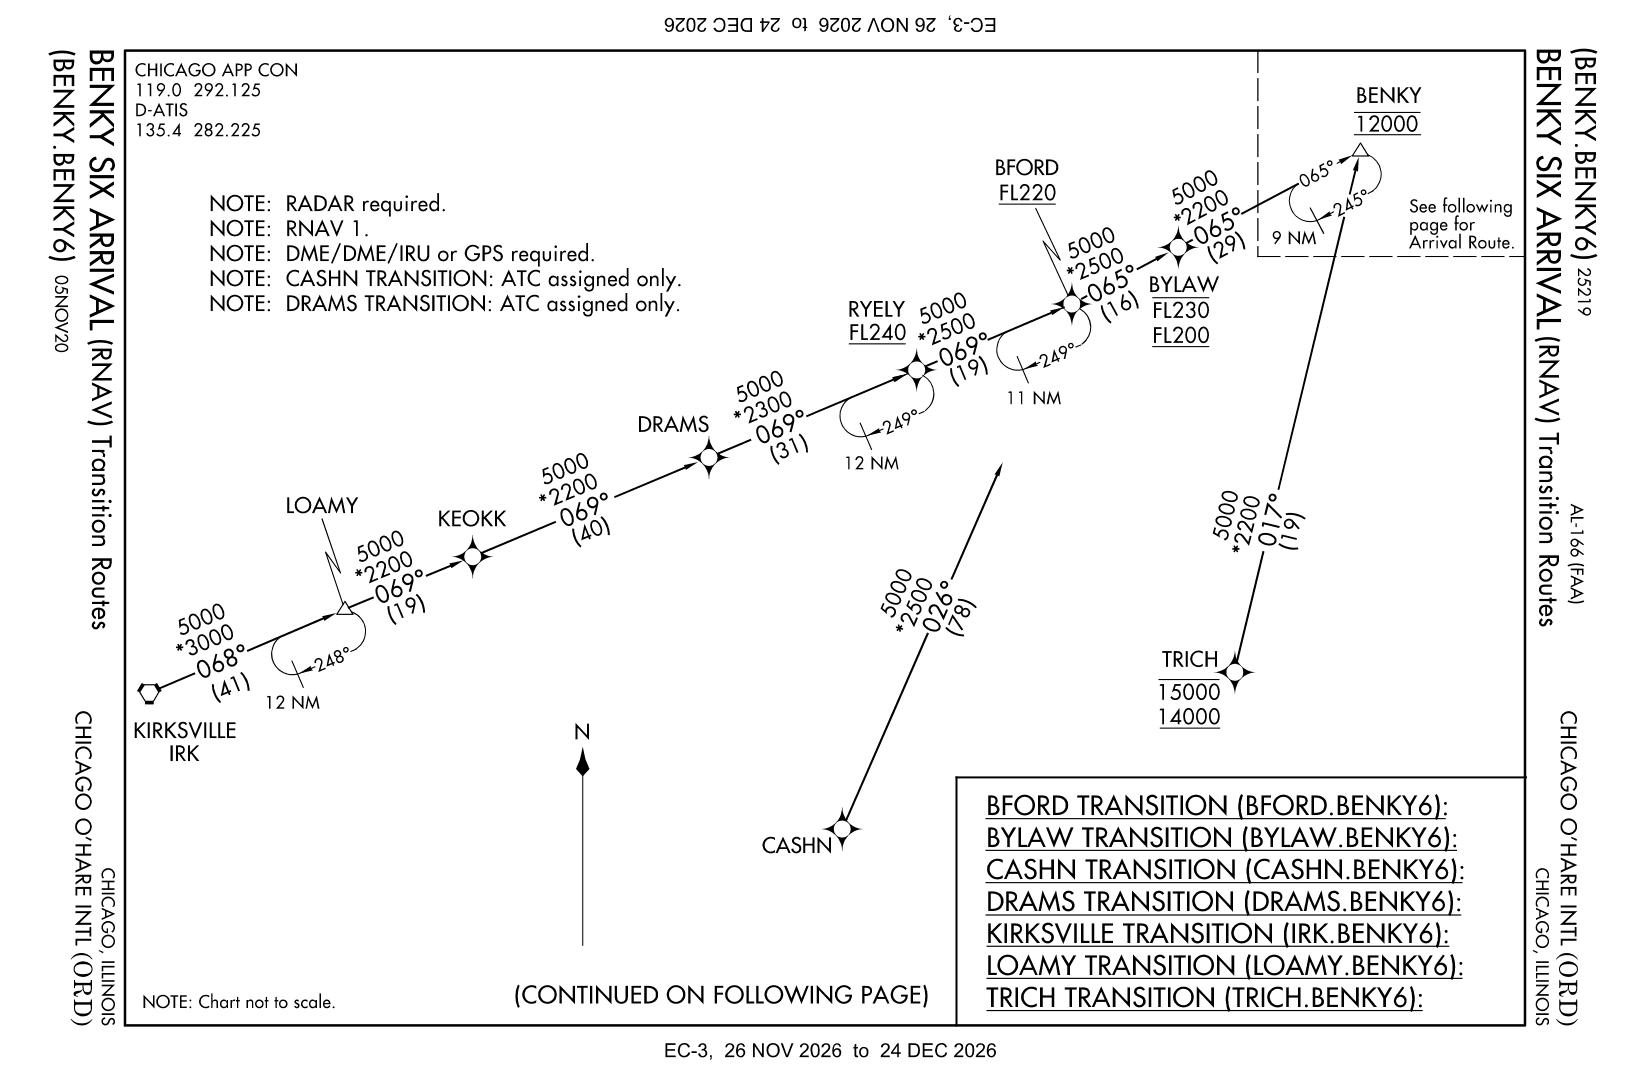 EC-3, 26 NOV 2026 to 24 DEC 2026
(BENKY.BENKY6) 05NOV20
BENKY SIX ARRIVAL (RNAV) Transition Routes
CHICAGO O'HARE INTL (ORD)
CHICAGO, ILLINOIS
CHICAGO APP CON
119.0 292.125
D-ATIS
135.4 282.225
NOTE: RADAR required.
NOTE: RNAV 1.
NOTE: DME/DME/IRU or GPS required.
NOTE: CASHN TRANSITION: ATC assigned only.
NOTE: DRAMS TRANSITION: ATC assigned only.
BENKY
12000
065°
245°
9 NM
See following
page for
Arrival Route.
5000
*2200
065°
(29)
BYLAW
FL230
FL200
BFORD
FL220
5000
*2500
065°
(16)
249°
11 NM
RYELY
FL240
5000
*2500
069°
(19)
249°
12 NM
DRAMS
5000
*2300
069°
(31)
KEOKK
5000
*2200
069°
(40)
LOAMY
5000
*2200
069°
(19)
248°
12 NM
5000
*3000
068°
(41)
KIRKSVILLE
IRK
5000
*2500
026°
(78)
CASHN
5000
*2200
017°
(19)
TRICH
15000
14000
N
BFORD TRANSITION (BFORD.BENKY6):
BYLAW TRANSITION (BYLAW.BENKY6):
CASHN TRANSITION (CASHN.BENKY6):
DRAMS TRANSITION (DRAMS.BENKY6):
KIRKSVILLE TRANSITION (IRK.BENKY6):
LOAMY TRANSITION (LOAMY.BENKY6):
TRICH TRANSITION (TRICH.BENKY6):
NOTE: Chart not to scale.
(CONTINUED ON FOLLOWING PAGE)
(BENKY.BENKY6) 25219
BENKY SIX ARRIVAL (RNAV) Transition Routes
AL-166 (FAA)
CHICAGO O'HARE INTL (ORD)
CHICAGO, ILLINOIS
EC-3, 26 NOV 2026 to 24 DEC 2026